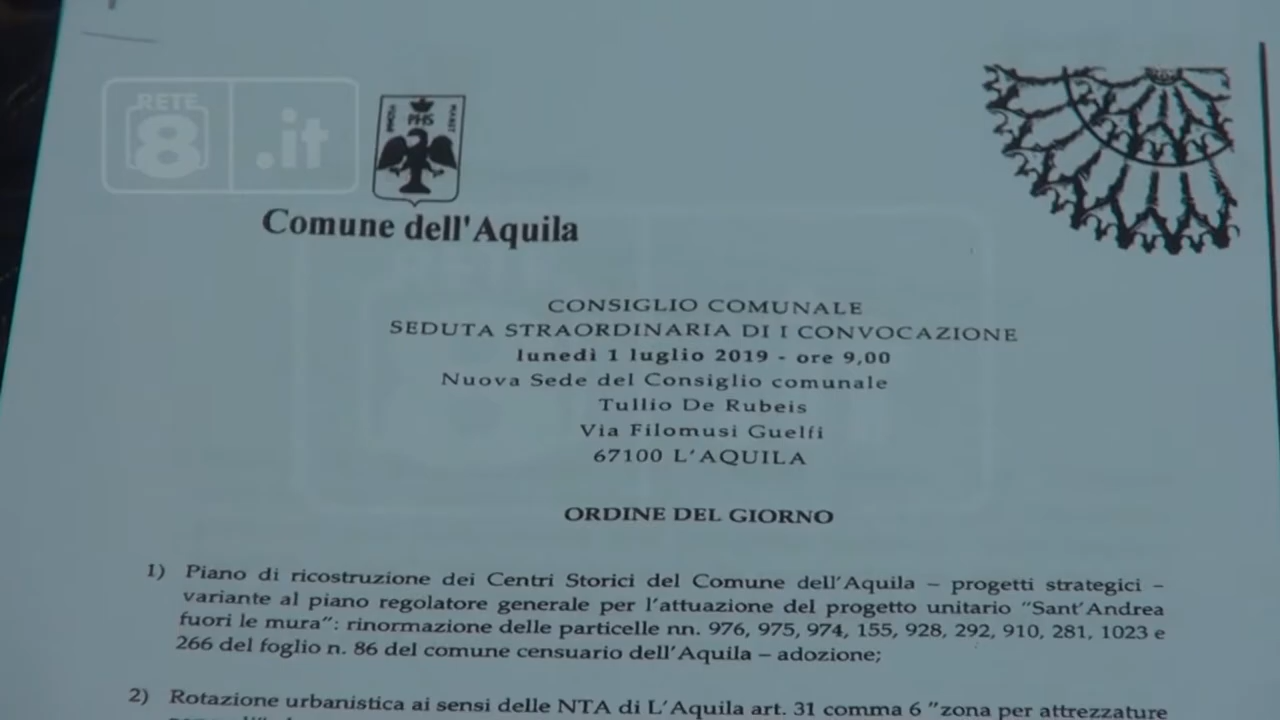 RETE
8 .it
PHS
Comune dell'Aquila
CONSIGLIO COMUNALE
SEDUTA STRAORDINARIA DI I CONVOCAZIONE
lunedì 1 luglio 2019 - ore 9,00
Nuova Sede del Consiglio comunale
Tullio De Rubeis
Via Filomusi Guelfi
67100 L'AQUILA
ORDINE DEL GIORNO
1) Piano di ricostruzione dei Centri Storici del Comune dell'Aquila – progetti strategici –
variante al piano regolatore generale per l'attuazione del progetto unitario "Sant'Andrea
fuori le mura": rinormazione delle particelle nn. 976, 975, 974, 155, 928, 292, 910, 281, 1023 e
266 del foglio n. 86 del comune censuario dell'Aquila – adozione;
2) Rotazione urbanistica ai sensi delle NTA di L'Aquila art. 31 comma 6 "zona per attrezzature